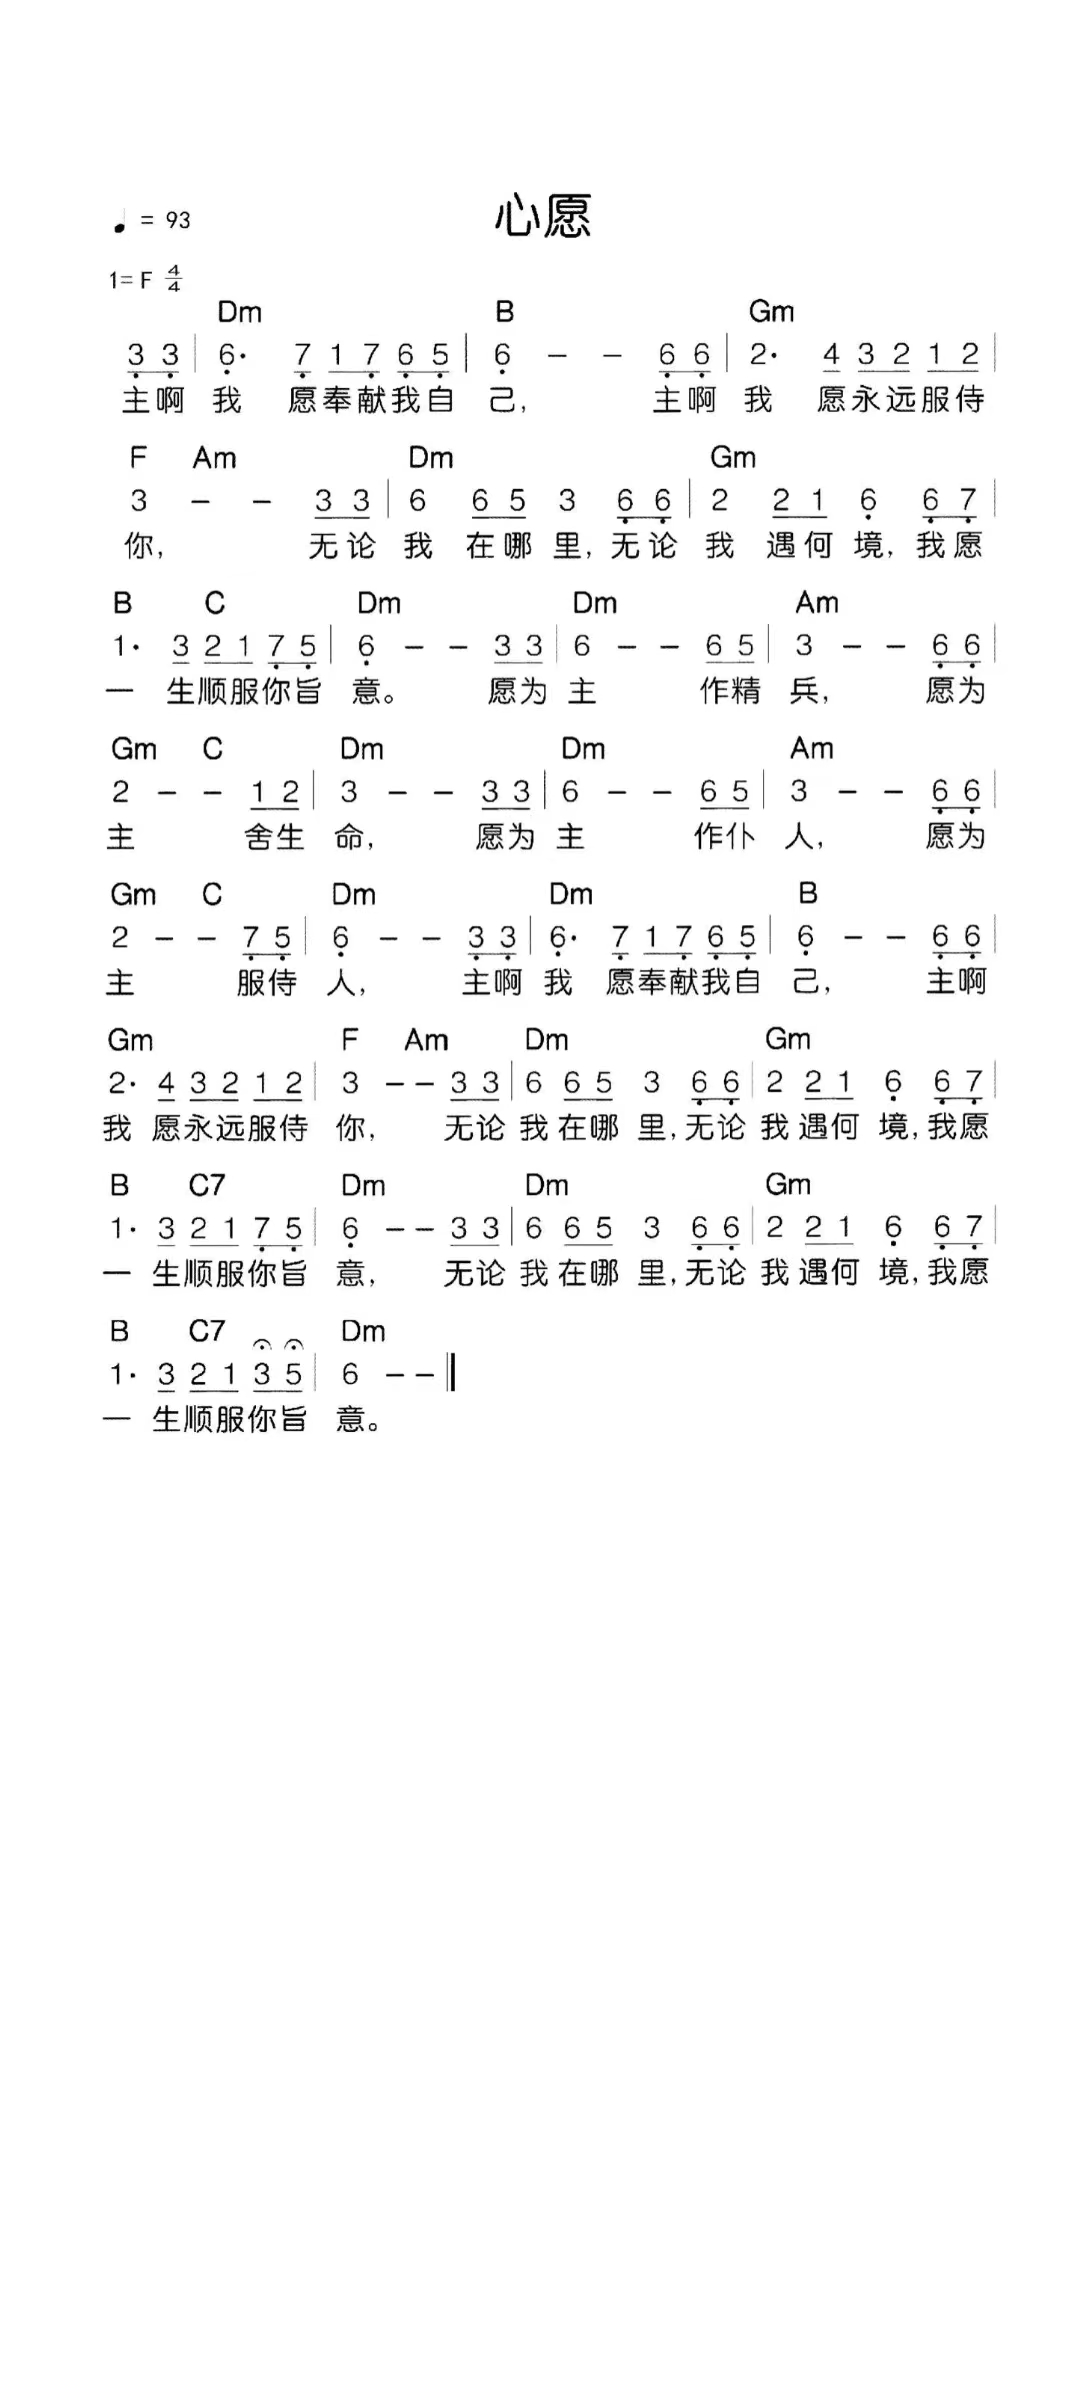 心愿
♩ = 93
1= F 4/4
Dm B Gm
3 3 | 6· 7 1 7 6 5 | 6 – – 6 6 | 2· 4 3 2 1 2 |
主啊 我 愿奉献我自 己, 主啊 我 愿永远服侍
F Am Dm Gm
3 – – 3 3 | 6 6 5 3 6 6 | 2 2 1 6 6 7 |
你, 无论 我 在哪 里, 无论 我 遇何 境, 我愿
B C Dm Dm Am
1· 3 2 1 7 5 | 6 – – 3 3 | 6 – – 6 5 | 3 – – 6 6 |
一 生顺服你旨 意。 愿为 主 作精 兵, 愿为
Gm C Dm Dm Am
2 – – 1 2 | 3 – – 3 3 | 6 – – 6 5 | 3 – – 6 6 |
主 舍生 命, 愿为 主 作仆 人, 愿为
Gm C Dm Dm B
2 – – 7 5 | 6 – – 3 3 | 6· 7 1 7 6 5 | 6 – – 6 6 |
主 服侍 人, 主啊 我 愿奉献我自 己, 主啊
Gm F Am Dm Gm
2· 4 3 2 1 2 | 3 – – 3 3 | 6 6 5 3 6 6 | 2 2 1 6 6 7 |
我 愿永远服侍 你, 无论 我 在哪 里, 无论 我 遇何 境, 我愿
B C7 Dm Dm Gm
1· 3 2 1 7 5 | 6 – – 3 3 | 6 6 5 3 6 6 | 2 2 1 6 6 7 |
一 生顺服你旨 意, 无论 我 在哪 里, 无论 我 遇何 境, 我愿
B C7 Dm
1· 3 2 1 3 5 | 6 – – ‖
一 生顺服你旨 意。